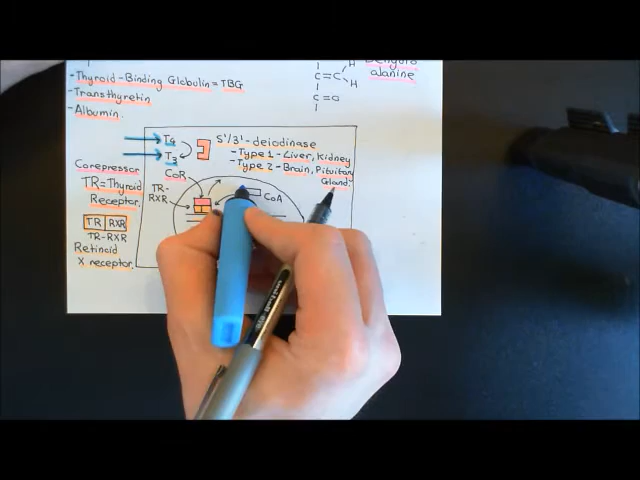 - Thyroid-Binding Globulin = TBG
- Transthyretin
- Albumin.
Dehydro
alanine
C=C
H
H
C=O
T4
T3
5'/3'-deiodinase
- Type 1 - Liver, Kidney
- Type 2 - Brain, Pituitary
Gland.
Corepressor
CoR
TR = Thyroid
Receptor.
TR-
RXR
CoA
TR RXR
TR-RXR
Retinoid
X receptor.